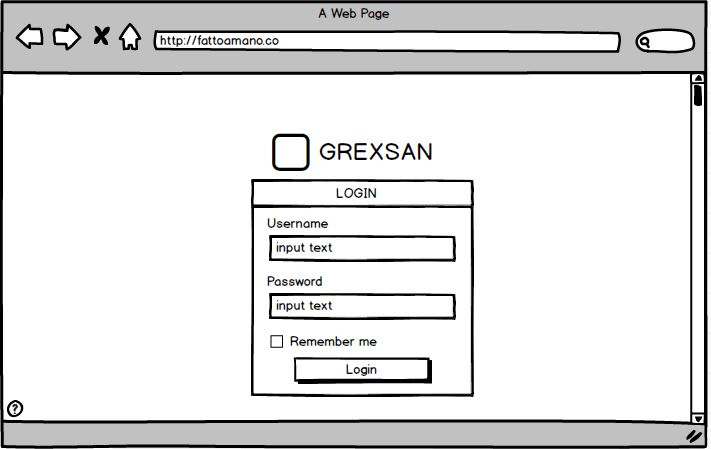 A Web Page
http://fattoamano.co
GREXSAN
LOGIN
Username
input text
Password
input text
Remember me
Login
?